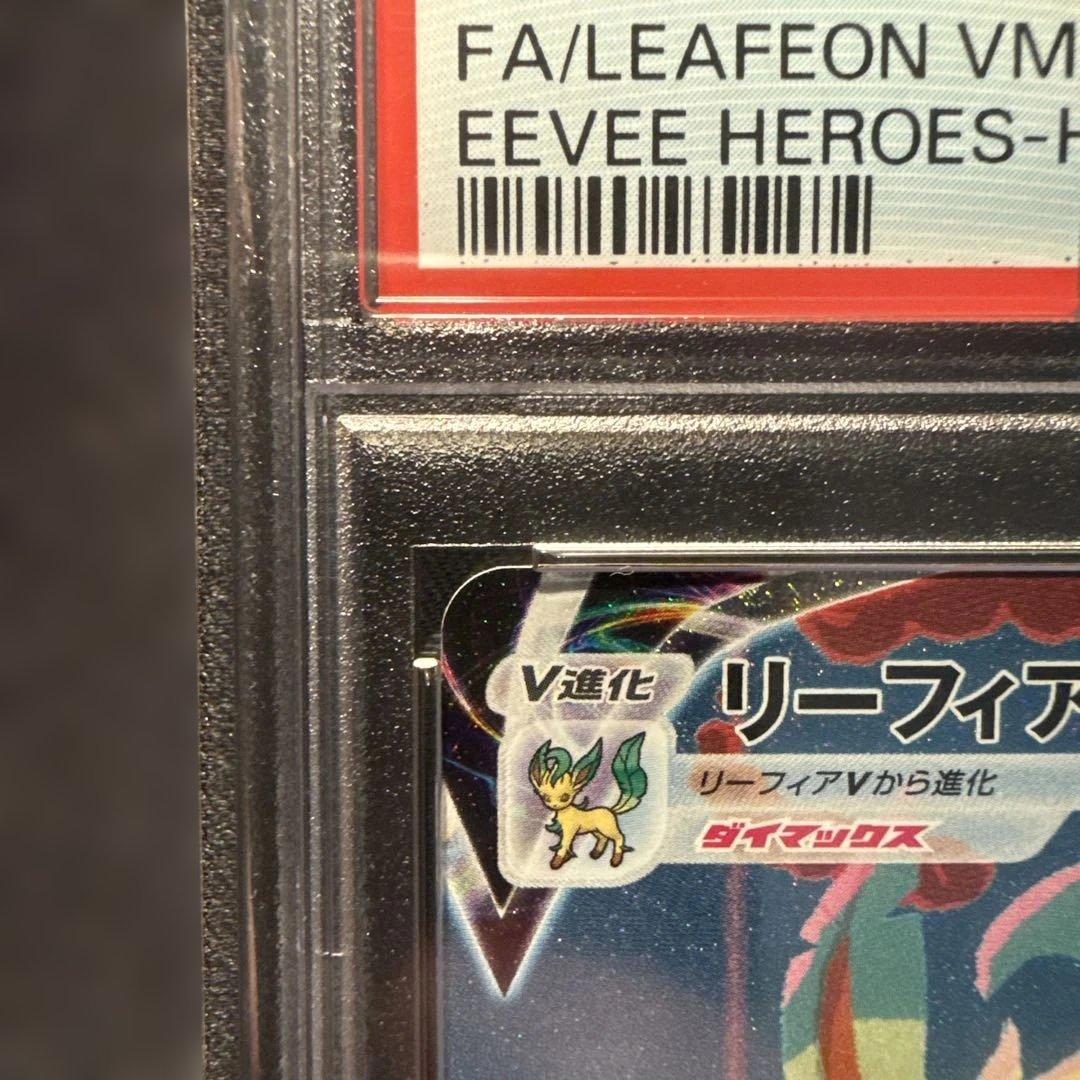 FA/LEAFEON VM
EEVEE HEROES-H
V進化
リーフィア
リーフィアVから進化
ダイマックス